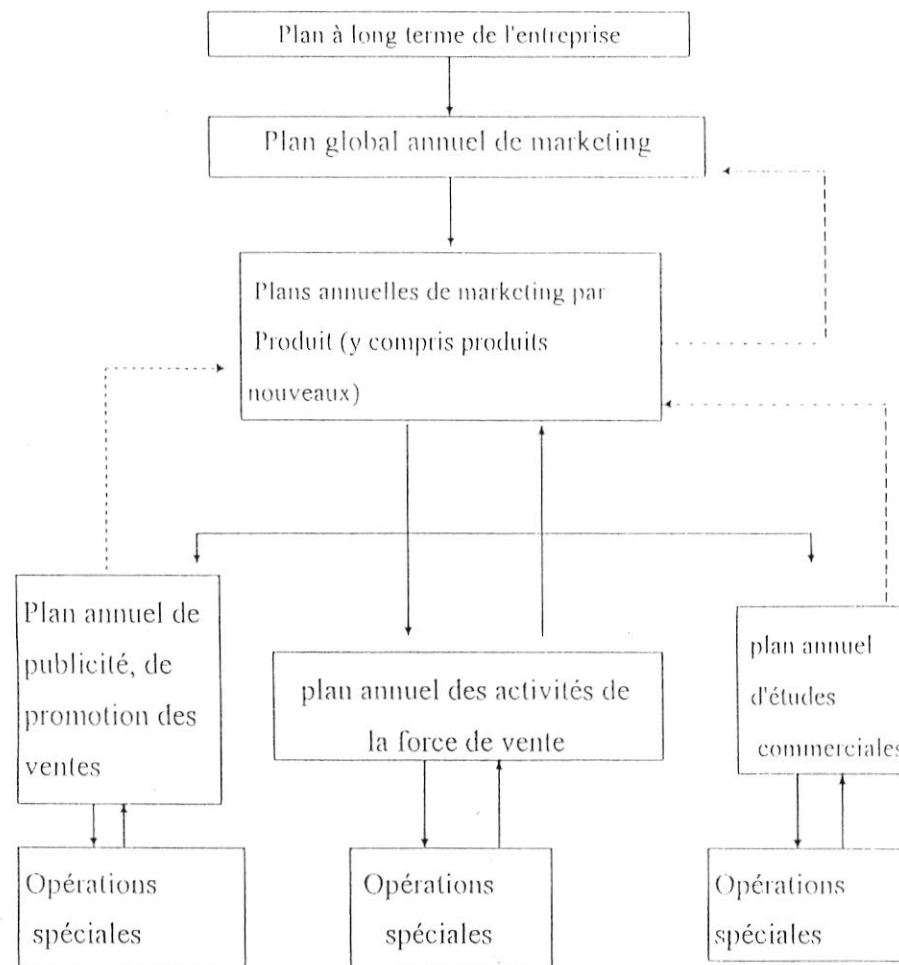 Plan à long terme de l'entreprise
Plan global annuel de marketing
Plans annuelles de marketing par
Produit (y compris produits
nouveaux)
Plan annuel de
publicité, de
promotion des
ventes
plan annuel des activités de
la force de vente
plan annuel
d'études
commerciales
Opérations
spéciales
Opérations
spéciales
Opérations
spéciales